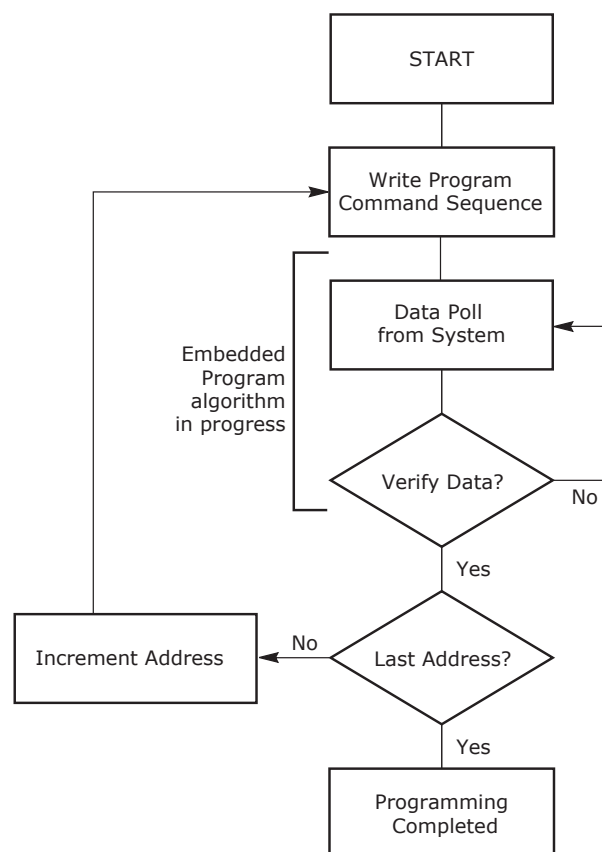 START
Write Program
Command Sequence
Data Poll
from System
Embedded
Program
algorithm
in progress
Verify Data?
No
Yes
No
Increment Address
Last Address?
Yes
Programming
Completed